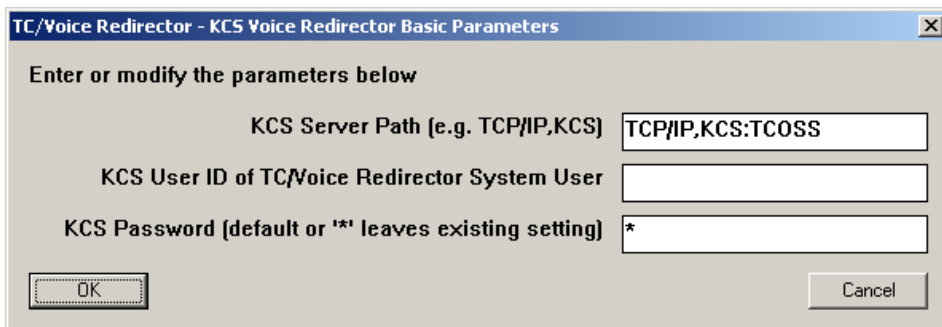 TC/Voice Redirector - KCS Voice Redirector Basic Parameters
Enter or modify the parameters below
KCS Server Path (e.g. TCP/IP,KCS) TCP/IP,KCS:TCOSS
KCS User ID of TC/Voice Redirector System User
KCS Password (default or '*' leaves existing setting) *
OK Cancel